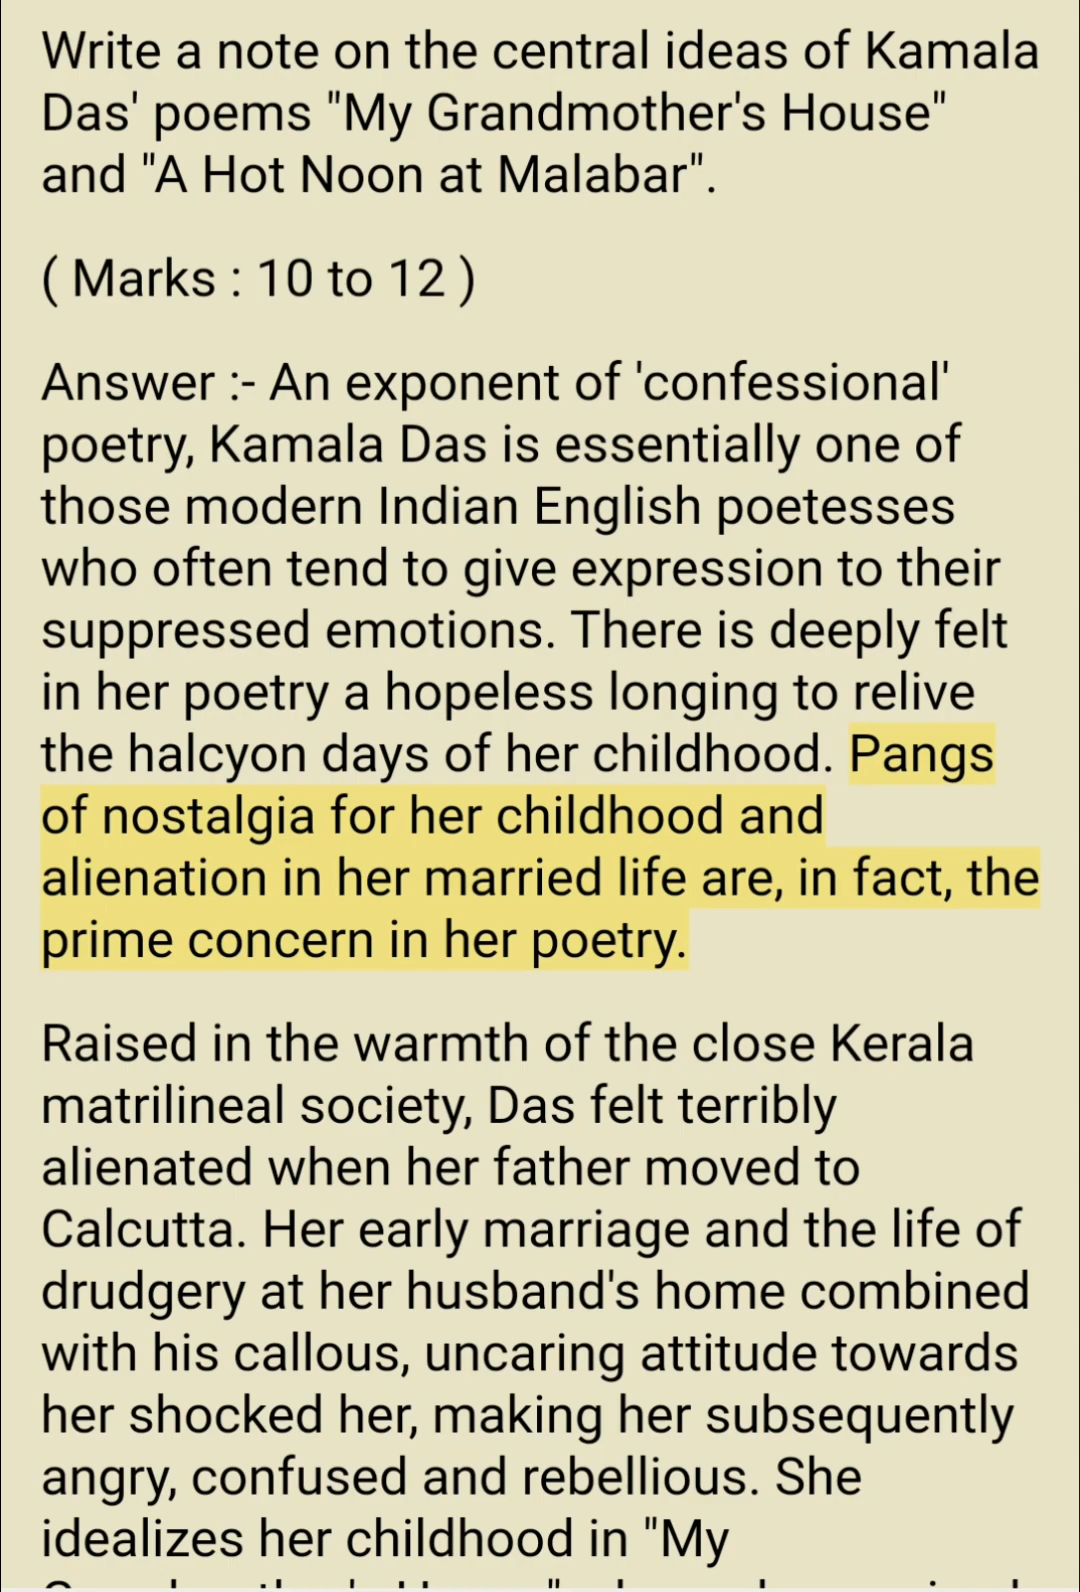 Write a note on the central ideas of Kamala
Das' poems "My Grandmother's House"
and "A Hot Noon at Malabar".
( Marks : 10 to 12 )
Answer :- An exponent of 'confessional'
poetry, Kamala Das is essentially one of
those modern Indian English poetesses
who often tend to give expression to their
suppressed emotions. There is deeply felt
in her poetry a hopeless longing to relive
the halcyon days of her childhood. Pangs
of nostalgia for her childhood and
alienation in her married life are, in fact, the
prime concern in her poetry.
Raised in the warmth of the close Kerala
matrilineal society, Das felt terribly
alienated when her father moved to
Calcutta. Her early marriage and the life of
drudgery at her husband's home combined
with his callous, uncaring attitude towards
her shocked her, making her subsequently
angry, confused and rebellious. She
idealizes her childhood in "My